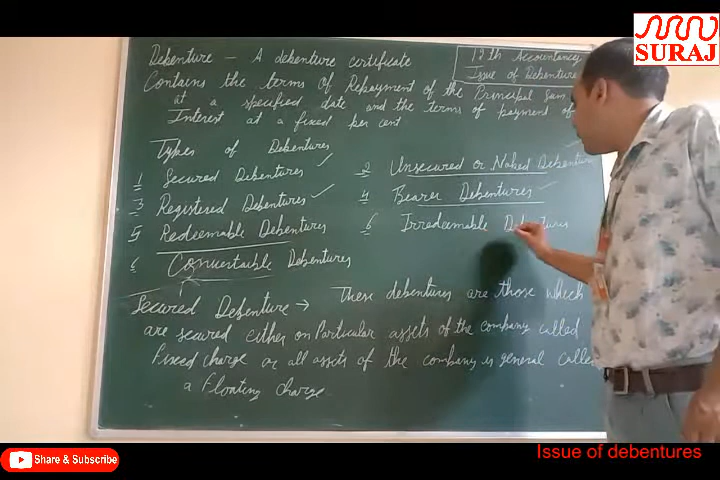 SURAJ
12th Accountancy
Issue of Debenture
Debenture - A debenture certificate
Contains the terms of Repayment of the Principal Sum
at a specified date and the terms of payment of
Interest at a fixed per cent
Types of Debentures
1 Secured Debentures ✓
2 Unsecured or Naked Debentur
3 Registered Debentures ✓
4 Bearer Debentures ✓
5 Redeemable Debentures
6 Irredeemable Debentures
6 Convertaible Debentures
Secured Debenture → These debentures are those which
are secured either on Particular assets of the company called
fixed charge or all assets of the company is general called
a Floating charge
Share & Subscribe
Issue of debentures